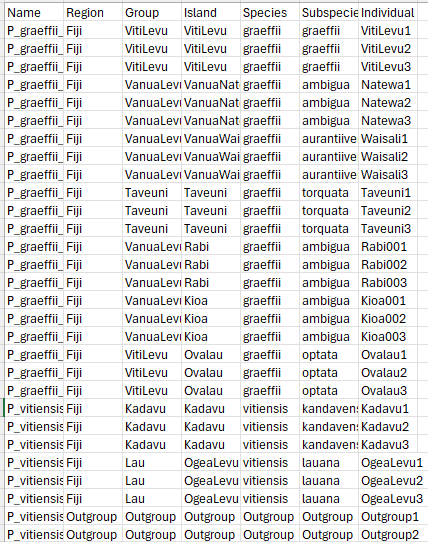 Name Region Group Island Species Subspecie Individual
P_graeffii_ Fiji VitiLevu VitiLevu graeffii graeffii VitiLevu1
P_graeffii_ Fiji VitiLevu VitiLevu graeffii graeffii VitiLevu2
P_graeffii_ Fiji VitiLevu VitiLevu graeffii graeffii VitiLevu3
P_graeffii_ Fiji VanuaLevu VanuaNat graeffii ambigua Natewa1
P_graeffii_ Fiji VanuaLevu VanuaNat graeffii ambigua Natewa2
P_graeffii_ Fiji VanuaLevu VanuaNat graeffii ambigua Natewa3
P_graeffii_ Fiji VanuaLevu VanuaWai graeffii aurantiive Waisali1
P_graeffii_ Fiji VanuaLevu VanuaWai graeffii aurantiive Waisali2
P_graeffii_ Fiji VanuaLevu VanuaWai graeffii aurantiive Waisali3
P_graeffii_ Fiji Taveuni Taveuni graeffii torquata Taveuni1
P_graeffii_ Fiji Taveuni Taveuni graeffii torquata Taveuni2
P_graeffii_ Fiji Taveuni Taveuni graeffii torquata Taveuni3
P_graeffii_ Fiji VanuaLevu Rabi graeffii ambigua Rabi001
P_graeffii_ Fiji VanuaLevu Rabi graeffii ambigua Rabi002
P_graeffii_ Fiji VanuaLevu Rabi graeffii ambigua Rabi003
P_graeffii_ Fiji VanuaLevu Kioa graeffii ambigua Kioa001
P_graeffii_ Fiji VanuaLevu Kioa graeffii ambigua Kioa002
P_graeffii_ Fiji VanuaLevu Kioa graeffii ambigua Kioa003
P_graeffii_ Fiji VitiLevu Ovalau graeffii optata Ovalau1
P_graeffii_ Fiji VitiLevu Ovalau graeffii optata Ovalau2
P_graeffii_ Fiji VitiLevu Ovalau graeffii optata Ovalau3
P_vitiensis Fiji Kadavu Kadavu vitiensis kandavens Kadavu1
P_vitiensis Fiji Kadavu Kadavu vitiensis kandavens Kadavu2
P_vitiensis Fiji Kadavu Kadavu vitiensis kandavens Kadavu3
P_vitiensis Fiji Lau OgeaLevu vitiensis lauana OgeaLevu1
P_vitiensis Fiji Lau OgeaLevu vitiensis lauana OgeaLevu2
P_vitiensis Fiji Lau OgeaLevu vitiensis lauana OgeaLevu3
P_vitiensis Outgroup Outgroup Outgroup Outgroup Outgroup Outgroup1
P_vitiensis Outgroup Outgroup Outgroup Outgroup Outgroup Outgroup2